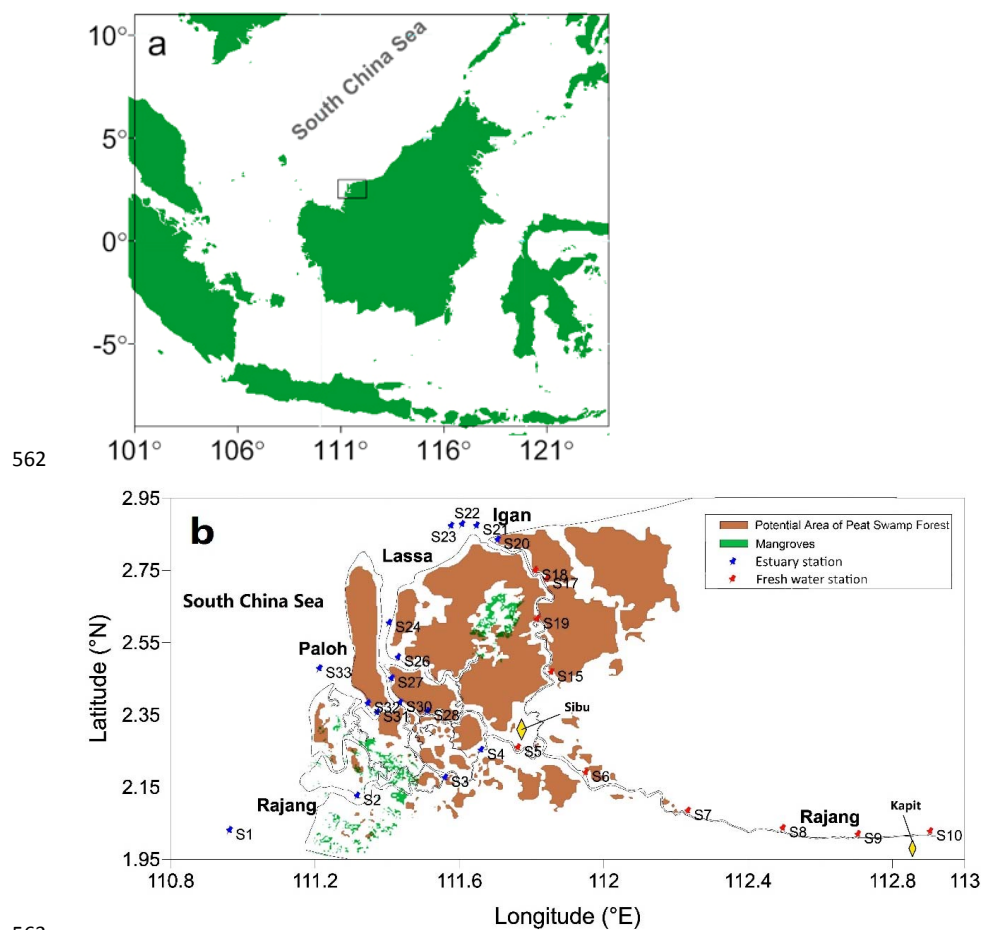 10°
a
South China Sea
5°
0°
-5°
101° 106° 111° 116° 121°
562
2.95
b
S22
Igan
S21
S23
S20
Lassa
Potential Area of Peat Swamp Forest
Mangroves
Estuary station
Fresh water station
2.75
S18
S17
South China Sea
S24
S19
2.55
Paloh
S26
S33
S27
S15
Latitude (°N)
2.35
S32
S30
S28
S31
Sibu
S4
S5
2.15
S3
S6
S2
Rajang
S7
Rajang
Kapit
S1
S8
S9
S10
1.95
110.8 111.2 111.6 112 112.4 112.8 113
Longitude (°E)